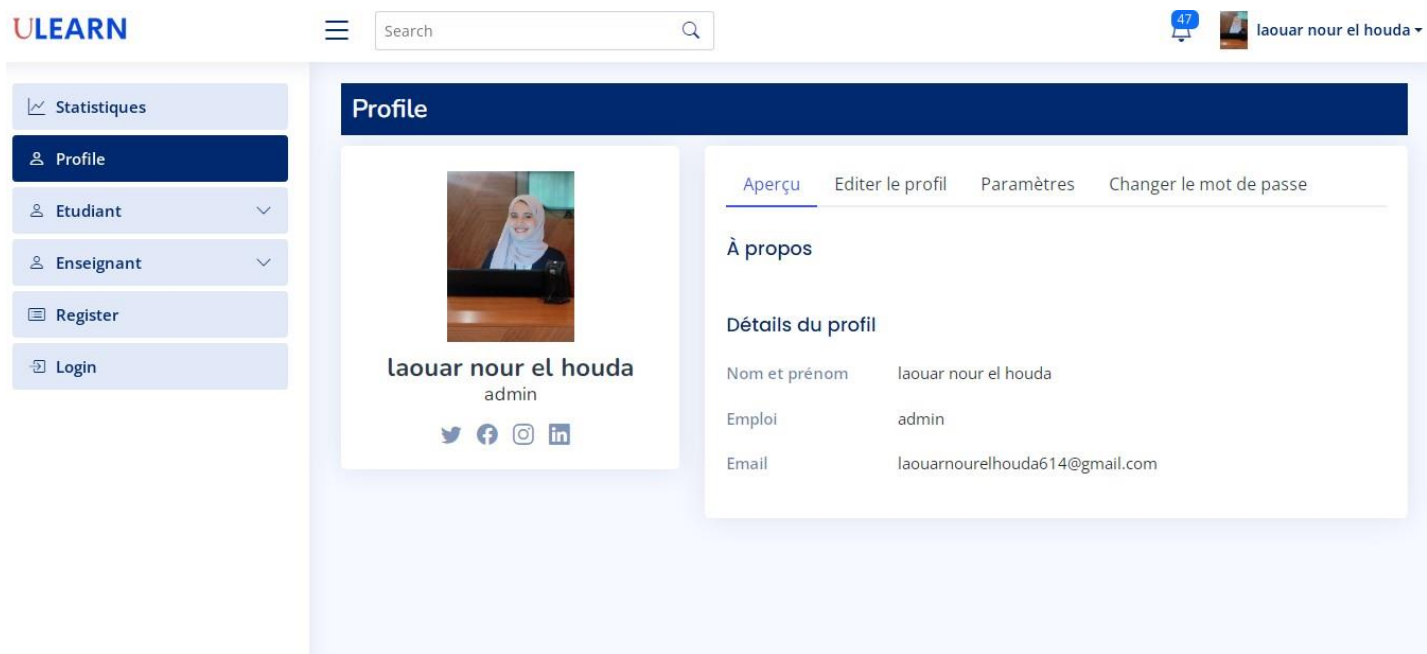 ULEARN
Search
47
laouar nour el houda
Statistiques
Profile
Etudiant
Enseignant
Register
Login
Profile
laouar nour el houda
admin
Aperçu Editer le profil Paramètres Changer le mot de passe
À propos
Détails du profil
Nom et prénom laouar nour el houda
Emploi admin
Email laouarnourelhouda614@gmail.com